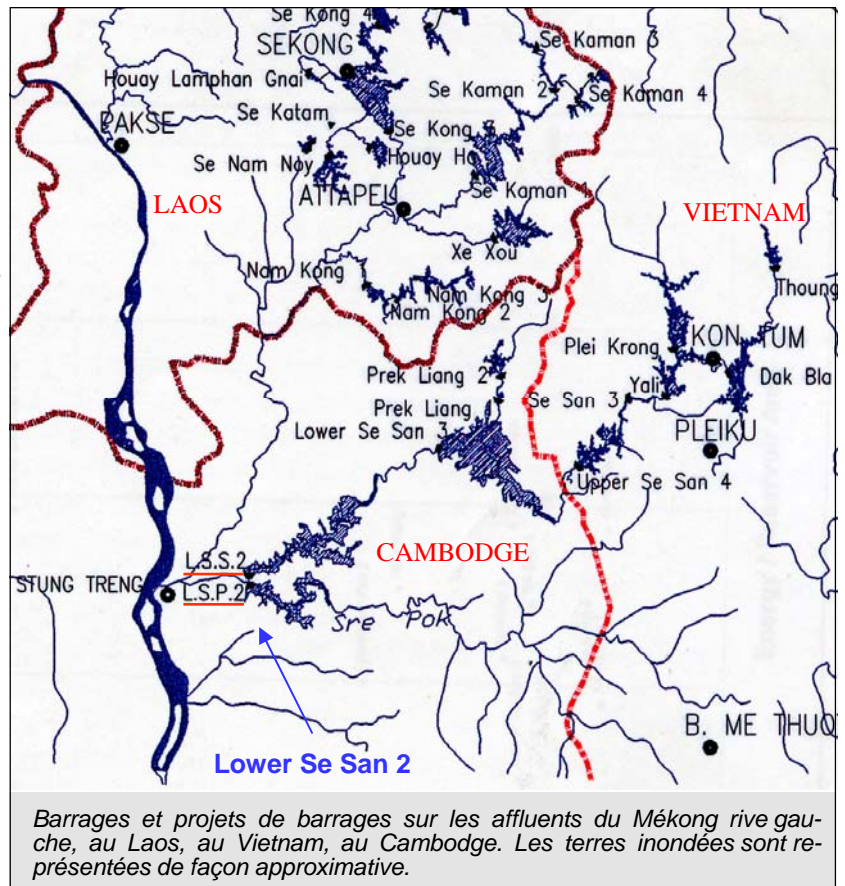 Se Kong 4
SEKONG
Se Kaman 3
Houay Lamphan Gnai
Se Kaman 2
Se Kaman 4
Se Katam
PAKSE
Se Kong 3
Se Nam Noy
Houay Ho
ATTAPEU
Se Kaman 1
LAOS
VIETNAM
Xe Xou
Nam Kong 1
Thoung
Nam Kong 3
Nam Kong 2
KON TUM
Plei Krong
Prek Liang 2
Yali
Dak Bla
Prek Liang 1
Se San 3
Lower Se San 3
PLEIKU
Upper Se San 4
CAMBODGE
L.S.S.2
STUNG TRENG
L.S.P.2
Sre Pok
B. ME THUO
Lower Se San 2
Barrages et projets de barrages sur les affluents du Mékong rive gau-
che, au Laos, au Vietnam, au Cambodge. Les terres inondées sont re-
présentées de façon approximative.